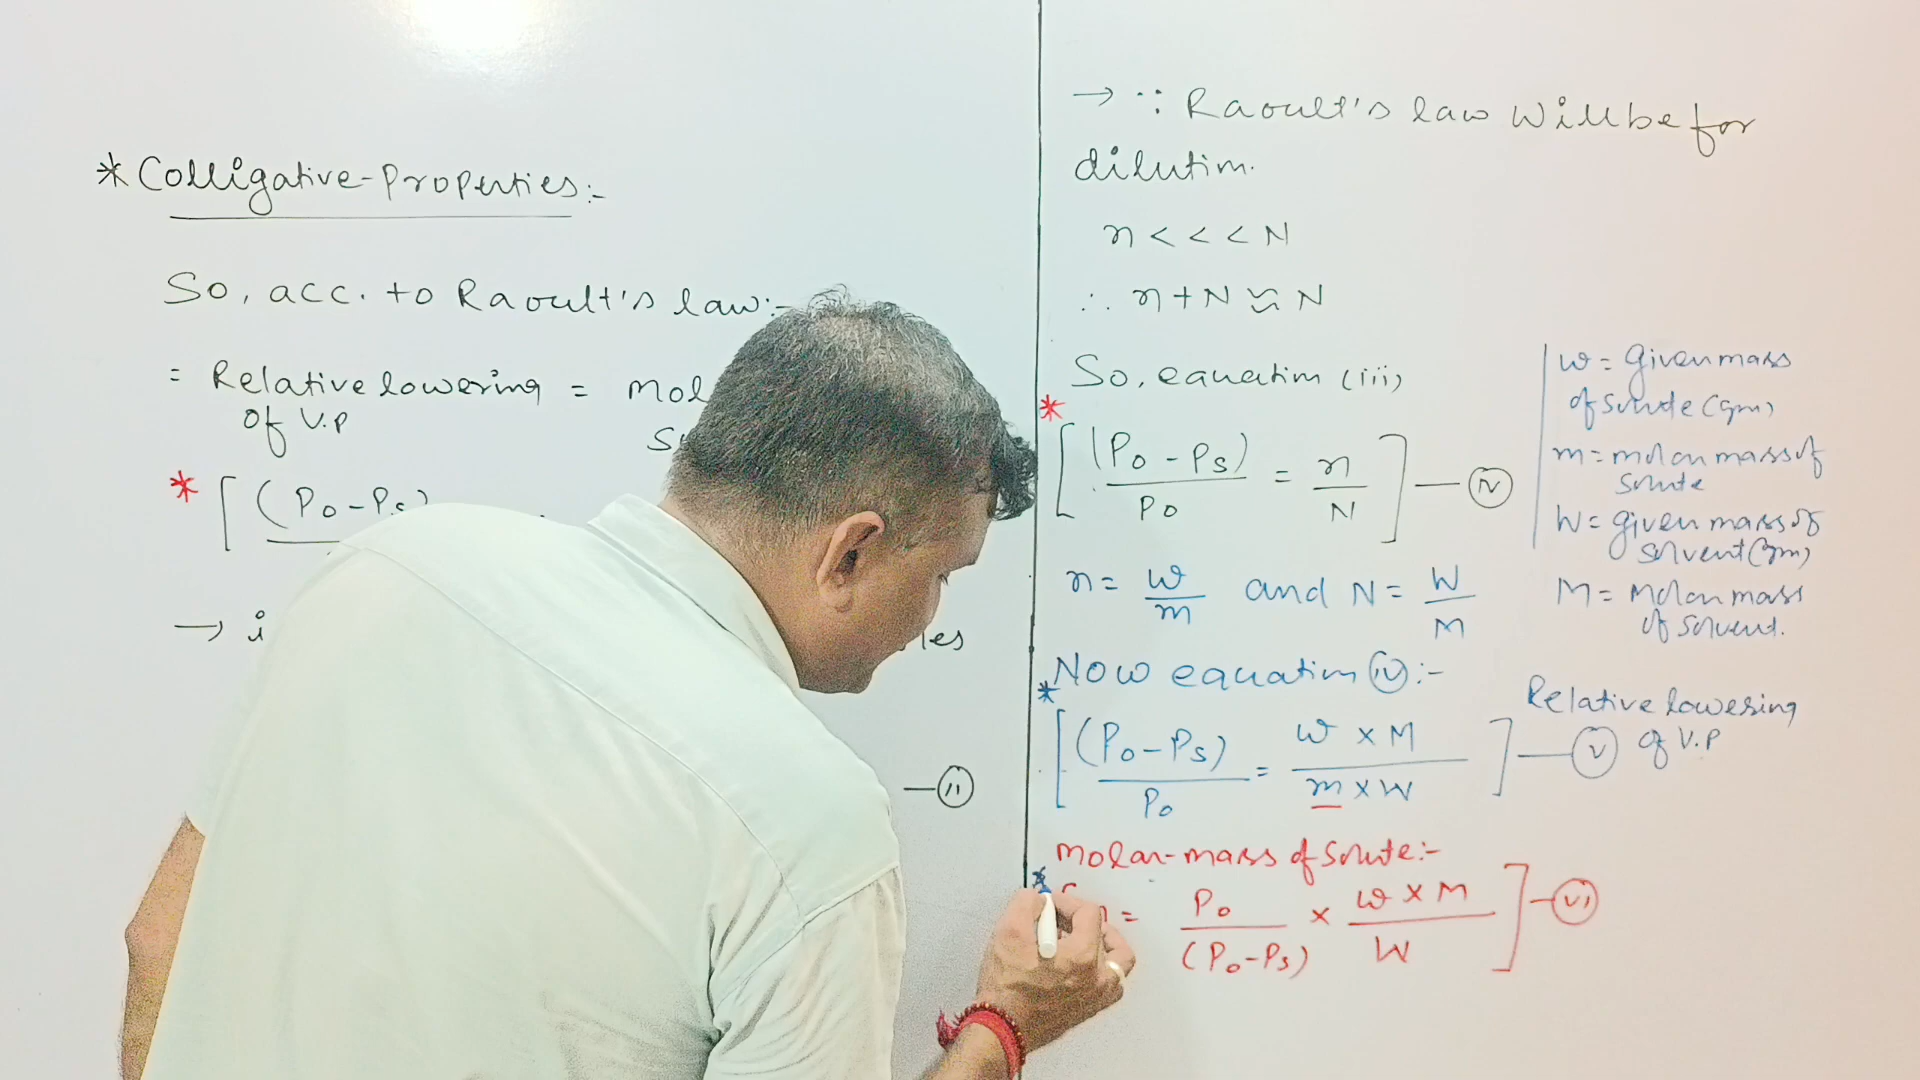 * Colligative-Properties:-
So, acc. to Raoult's law:-
= Relative lowering = mol
of V.P
* [ (Po-Ps)
→ i
les
— (ii)
→ ∵ Raoult's law will be for
dilution.
n < < < N
∴ n + N ≈ N
So, equation (iii)
* [ (Po - Ps) / Po = n / N ] — (iv)
n = w/m and N = W/M
Now equation (iv):-
* [ (Po-Ps) / Po = w × M / m × W ] — (v) Relative lowering
of V.P
molar-mass of Solute:-
= Po / (Po-Ps) × w × M / W ] — (vi)
w = given mass
of solute (gm)
m = molar mass of
solute
W = given mass of
solvent (gm)
M = Molar mass
of solvent.